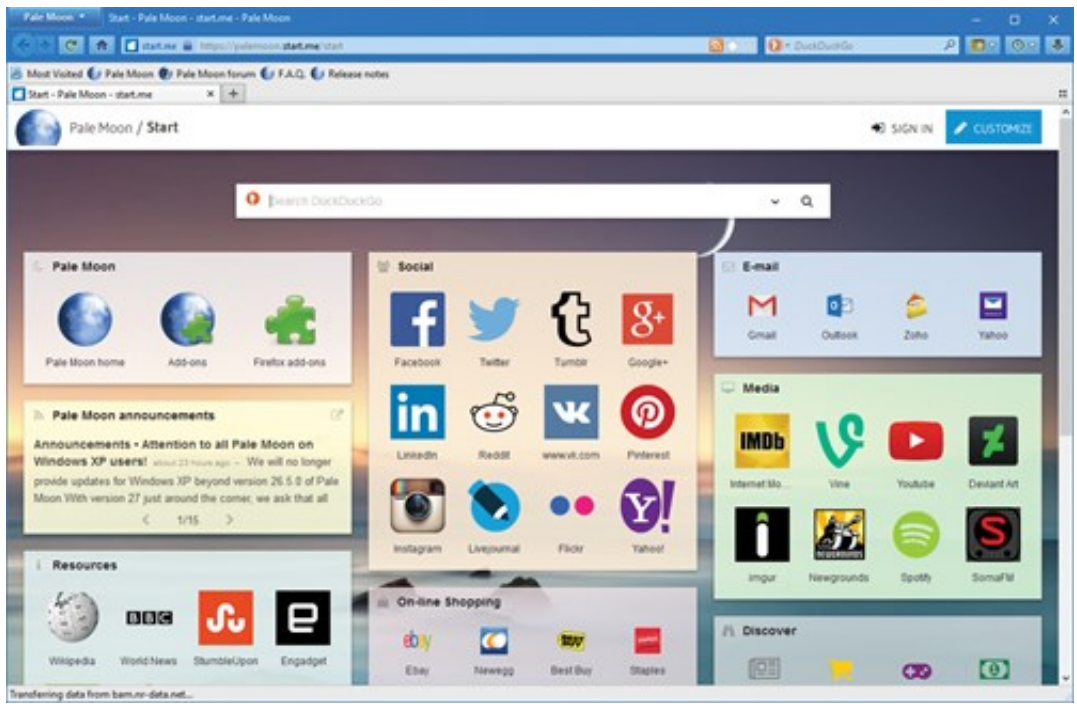 Pale Moon
Start - Pale Moon - start.me - Pale Moon
start.me https://palemoon.start.me/start
DuckDuckGo
Most Visited Pale Moon Pale Moon forum F.A.Q. Release notes
Start - Pale Moon - start.me × +
Pale Moon / Start
SIGN IN
CUSTOMIZE
Search DuckDuckGo
Pale Moon
Pale Moon home Add-ons Firefox add-ons
Pale Moon announcements
Announcements • Attention to all Pale Moon on
Windows XP users! about 23 hours ago – We will no longer
provide updates for Windows XP beyond version 26.5.0 of Pale
Moon With version 27 just around the corner, we ask that all
< 1/15 >
Resources
BBC
Wikipedia World News StumbleUpon Engadget
Social
Facebook Twitter Tumblr Google+
in
LinkedIn Reddit www.vk.com Pinterest
Instagram Livejournal Flickr Yahoo!
On-line Shopping
ebay
Ebay Newegg Best Buy Staples
E-mail
Gmail Outlook Zoho Yahoo
Media
IMDb
Internet Mo... Vine Youtube Deviant Art
NEWGROUNDS
imgur Newgrounds Spotify SomaFM
Discover
Transferring data from bam.nr-data.net...